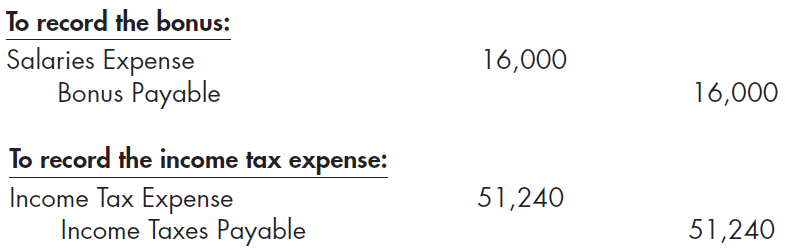 To record the bonus:
Salaries Expense 16,000
Bonus Payable 16,000
To record the income tax expense:
Income Tax Expense 51,240
Income Taxes Payable 51,240